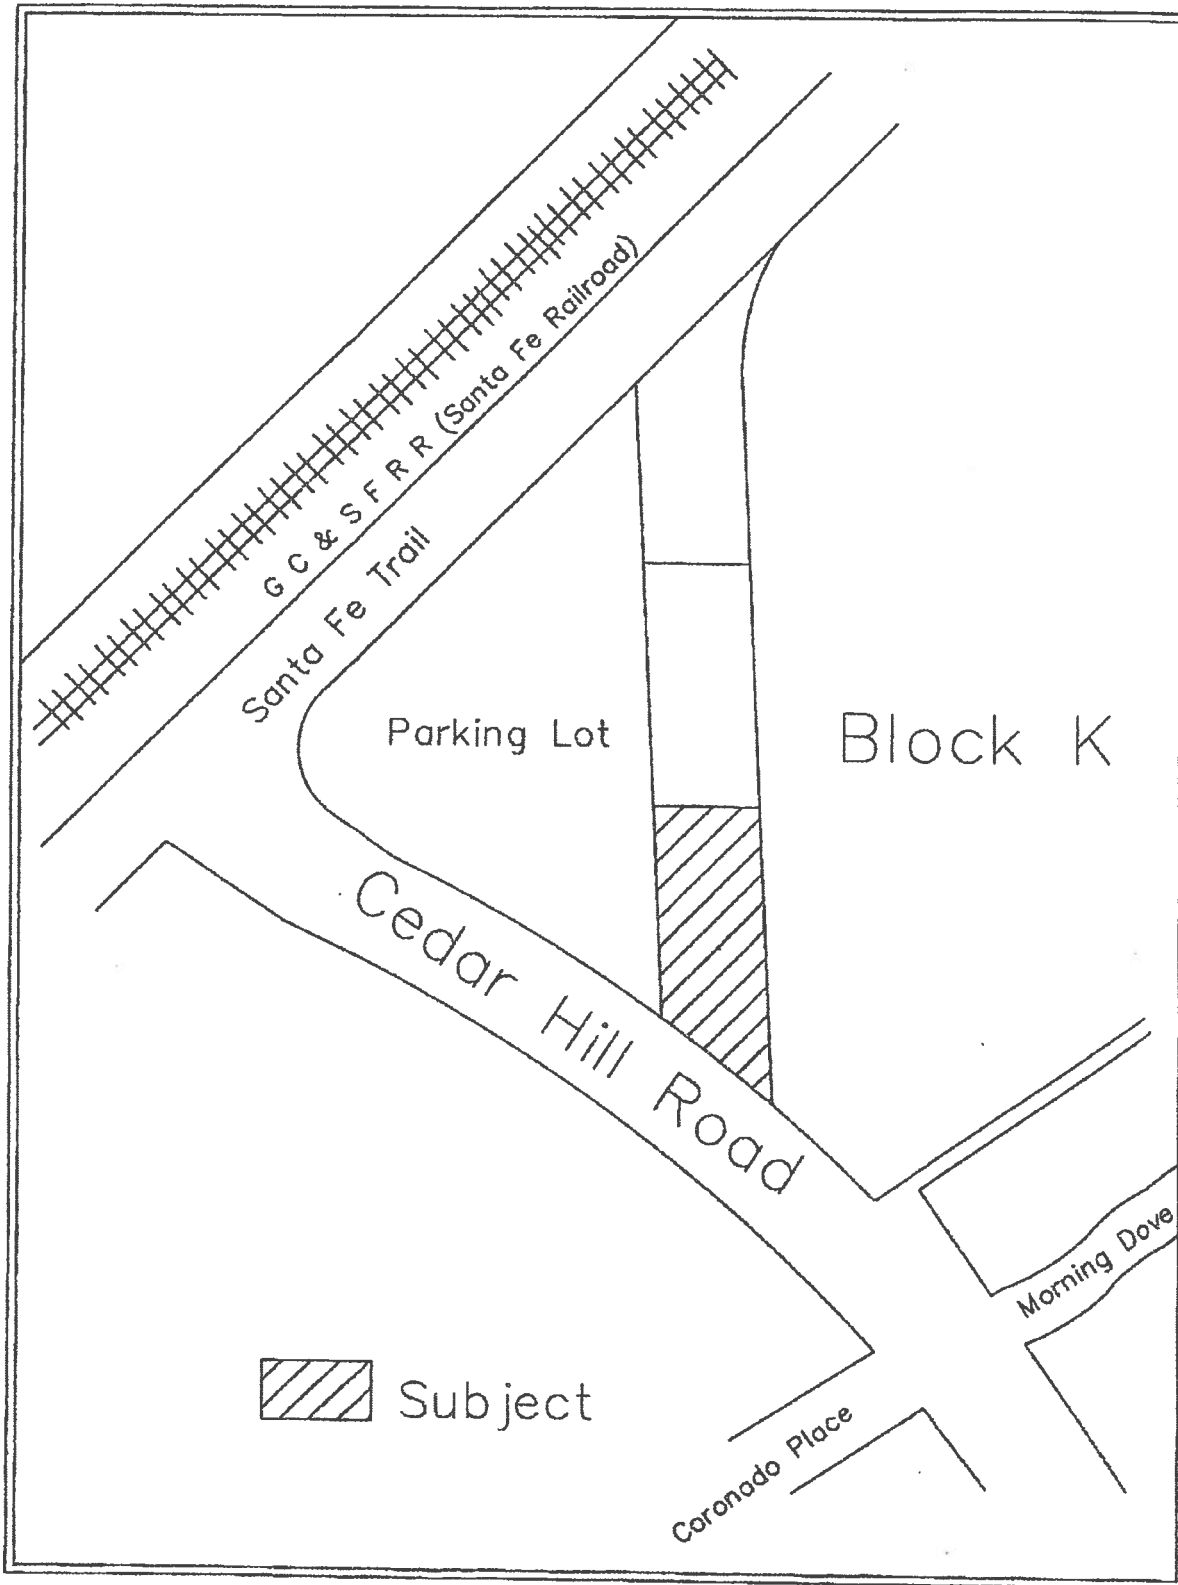 G C & S F R R (Santa Fe Railroad)
Santa Fe Trail
Parking Lot
Block K
Cedar Hill Road
Morning Dove
Subject
Coronado Place